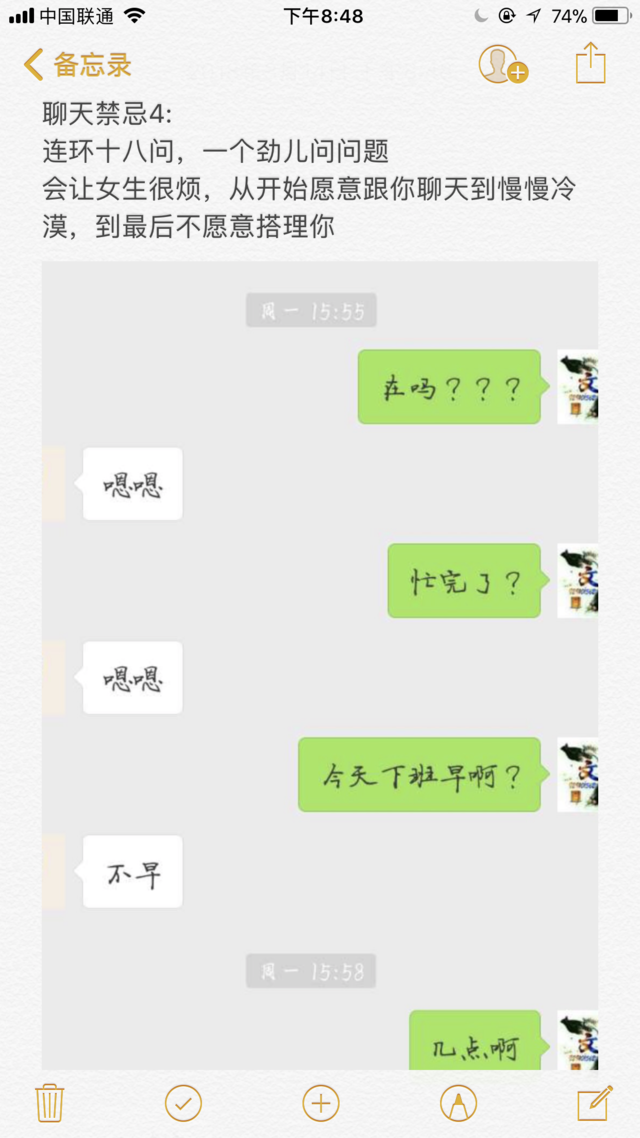 中国联通
下午8:48
74%
备忘录
聊天禁忌4:
连环十八问，一个劲儿问问题
会让女生很烦，从开始愿意跟你聊天到慢慢冷
漠，到最后不愿意搭理你
周一 15:55
在吗？？？
嗯嗯
忙完了？
嗯嗯
今天下班早啊？
不早
周一 15:58
几点啊